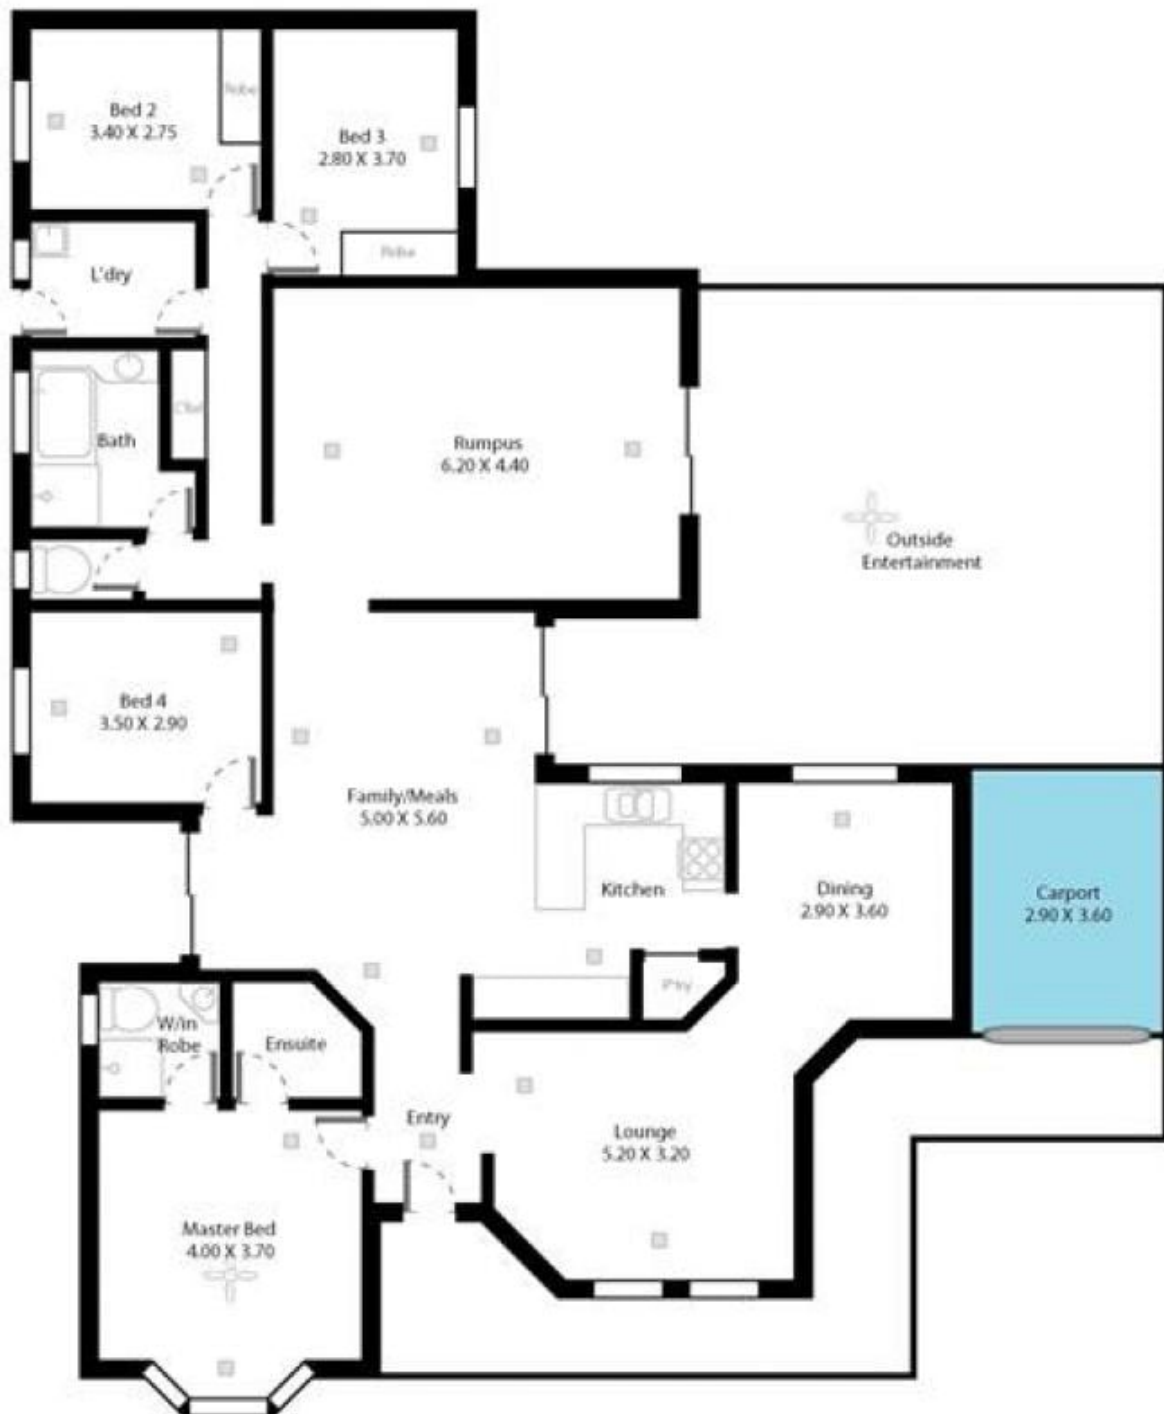 Bed 2
3.40 X 2.75
Robe
Bed 3
2.80 X 3.70
Robe
L'dry
Bath
Rumpus
6.20 X 4.40
Outside
Entertainment
Bed 4
3.50 X 2.90
Family/Meals
5.00 X 5.60
Kitchen
Dining
2.90 X 3.60
Carport
2.90 X 3.60
P'try
W/in
Robe
Ensuite
Entry
Lounge
5.20 X 3.20
Master Bed
4.00 X 3.70